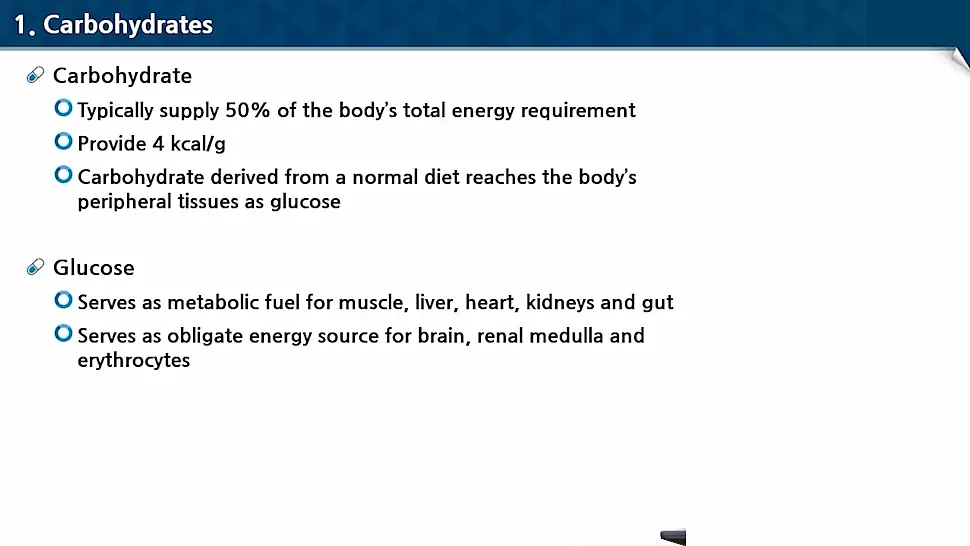 1. Carbohydrates
Carbohydrate
Typically supply 50% of the body's total energy requirement
Provide 4 kcal/g
Carbohydrate derived from a normal diet reaches the body's
peripheral tissues as glucose
Glucose
Serves as metabolic fuel for muscle, liver, heart, kidneys and gut
Serves as obligate energy source for brain, renal medulla and
erythrocytes